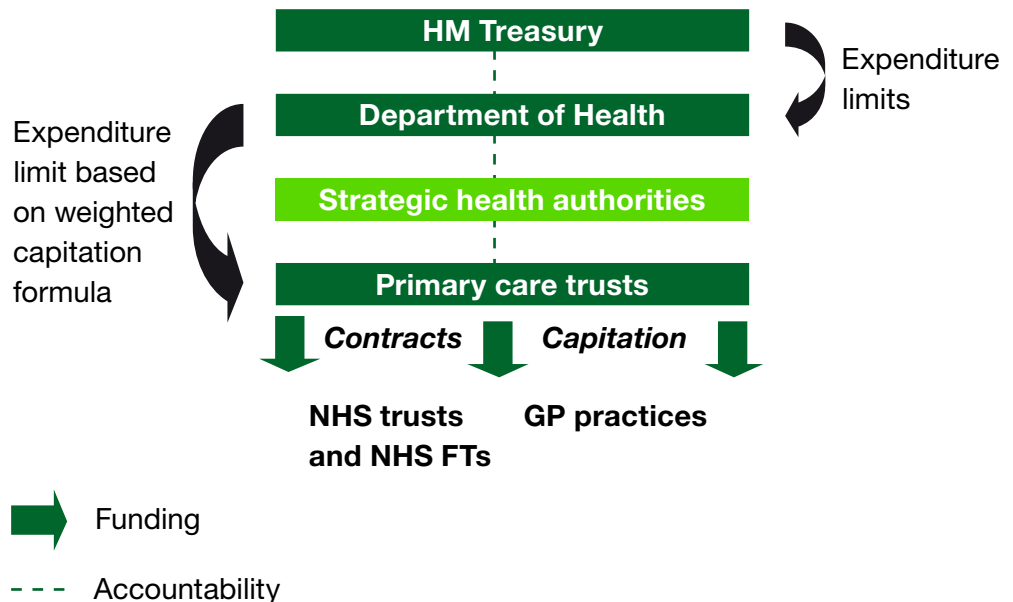 HM Treasury
Expenditure
limits
Department of Health
Expenditure
limit based
on weighted
capitation
formula
Strategic health authorities
Primary care trusts
Contracts
Capitation
NHS trusts
and NHS FTs
GP practices
Funding
Accountability